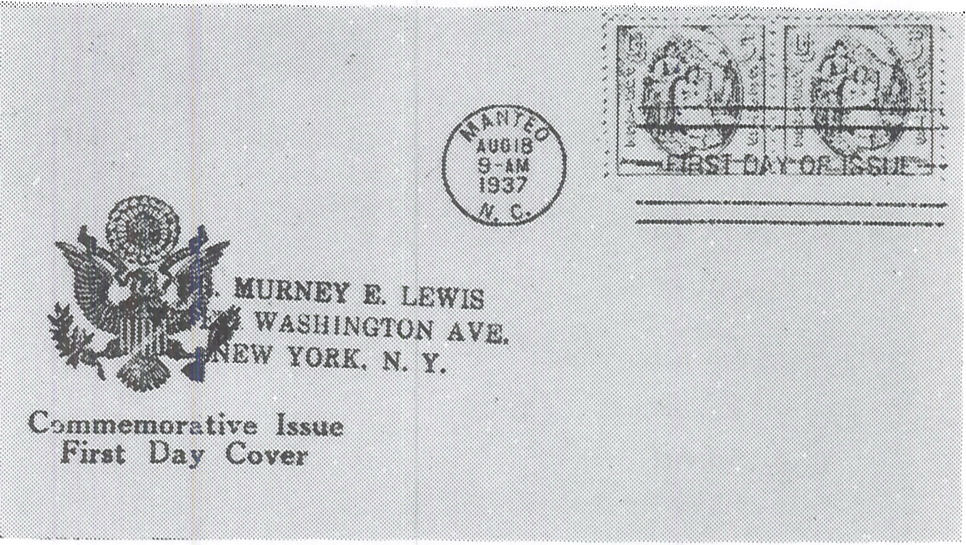 MANTEO
AUG 18
9-AM
1937
N. C.
FIRST DAY OF ISSUE
MURNEY E. LEWIS
WASHINGTON AVE.
NEW YORK, N. Y.
Commemorative Issue
First Day Cover